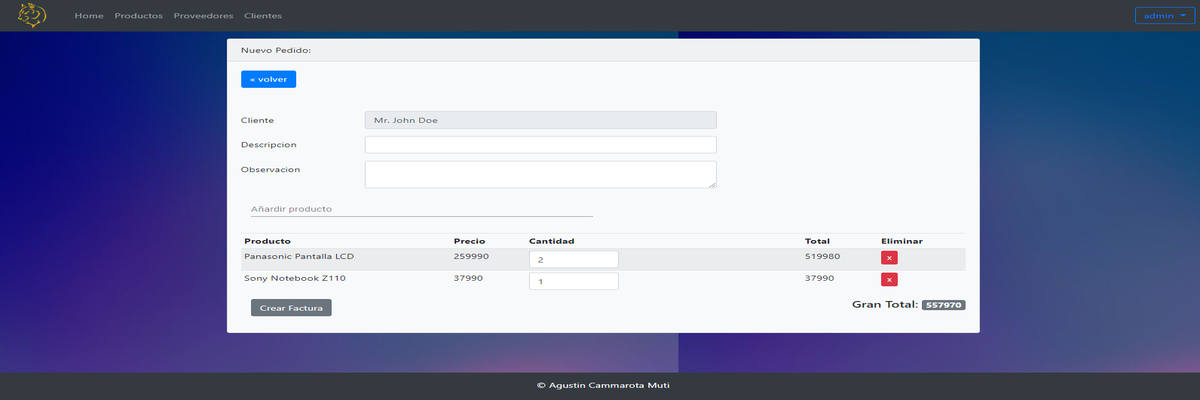 Home Productos Proveedores Clientes admin
Nuevo Pedido:
« volver
Cliente Mr. John Doe
Descripcion
Observacion
Añardir producto
Producto Precio Cantidad Total Eliminar
Panasonic Pantalla LCD 259990 2 519980 x
Sony Notebook Z110 37990 1 37990 x
Crear Factura Gran Total: 557970
© Agustin Cammarota Muti